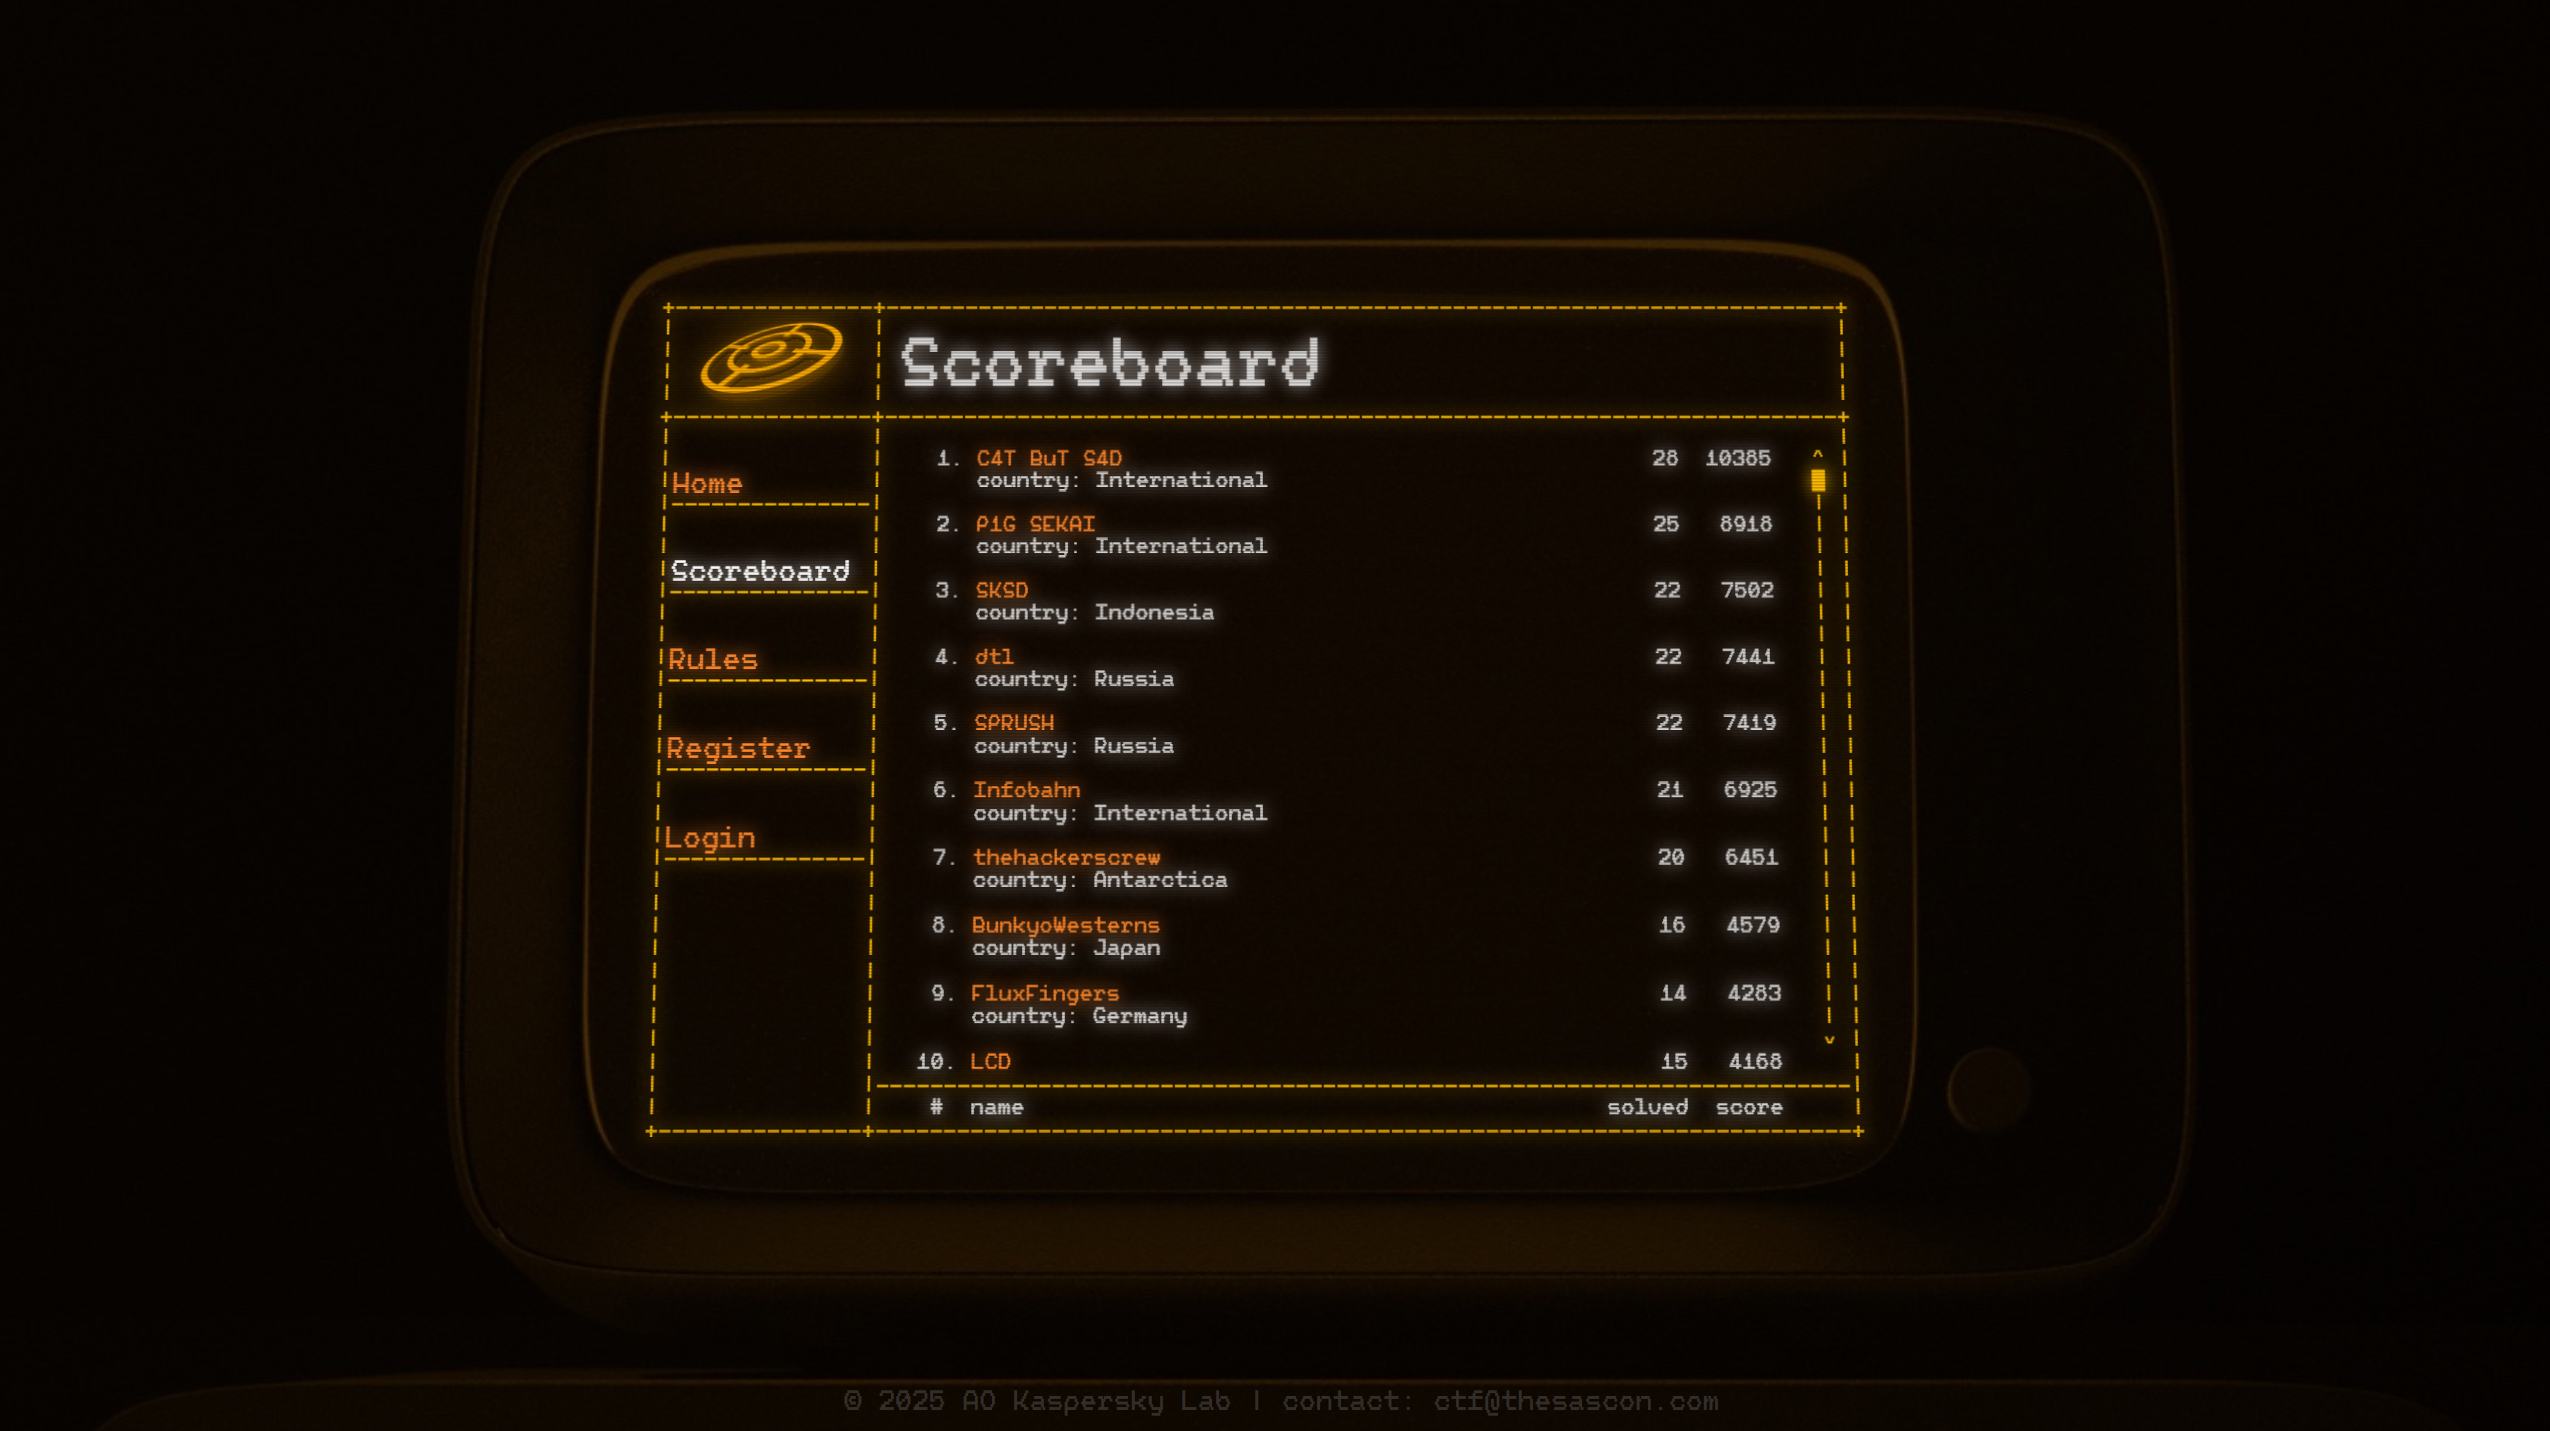 Scoreboard
Home
Scoreboard
Rules
Register
Login
1. C4T BuT S4D 28 10385
country: International
2. P1G SEKAI 25 8918
country: International
3. SKSD 22 7502
country: Indonesia
4. dtl 22 7441
country: Russia
5. SPRUSH 22 7419
country: Russia
6. Infobahn 21 6925
country: International
7. thehackerscrew 20 6451
country: Antarctica
8. BunkyoWesterns 16 4579
country: Japan
9. FluxFingers 14 4283
country: Germany
10. LCD 15 4168
# name solved score
© 2025 AO Kaspersky Lab | contact: ctf@thesascon.com